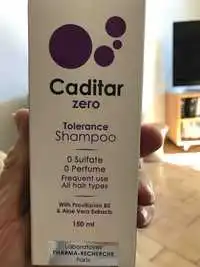 Caditar
zero
Tolerance
Shampoo
0 Sulfate
0 Perfume
Frequent use
All hair types
With Provitamin B5
& Aloe Vera Extracts
150 ml
Laboratoires
PHARMA-RECHERCHE
Paris